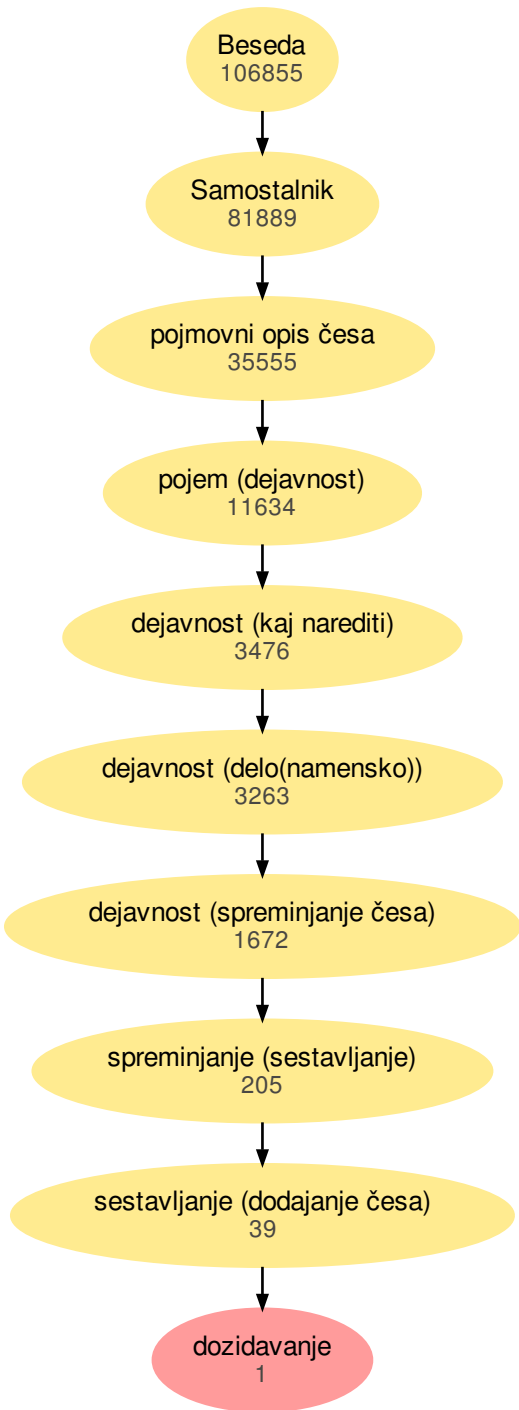 Beseda
106855
Samostalnik
81889
pojmovni opis česa
35555
pojem (dejavnost)
11634
dejavnost (kaj narediti)
3476
dejavnost (delo(namensko))
3263
dejavnost (spreminjanje česa)
1672
spreminjanje (sestavljanje)
205
sestavljanje (dodajanje česa)
39
dozidavanje
1